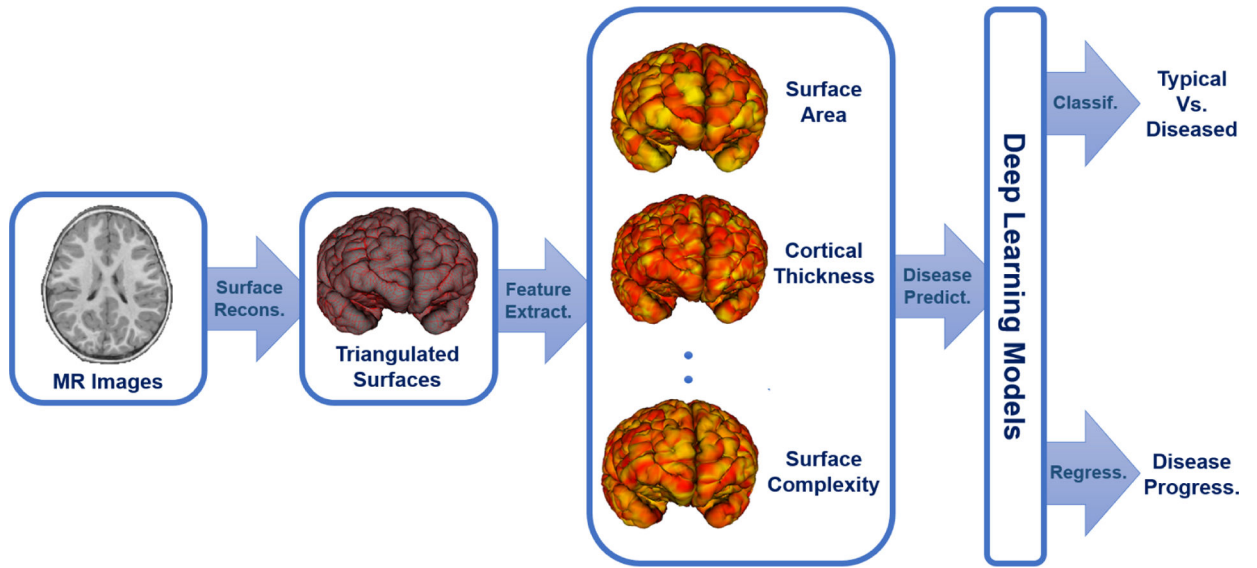 MR Images
Surface
Recons.
Triangulated
Surfaces
Feature
Extract.
Surface
Area
Cortical
Thickness
Surface
Complexity
Disease
Predict.
Deep Learning Models
Classif.
Typical
Vs.
Diseased
Regress.
Disease
Progress.